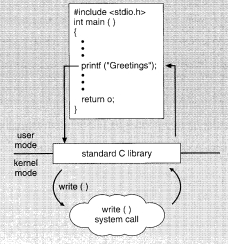 #include <stdio.h>
int main ( )
{
printf ("Greetings");
return o;
}
user
mode
standard C library
kernel
mode
write ( )
write ( )
system call